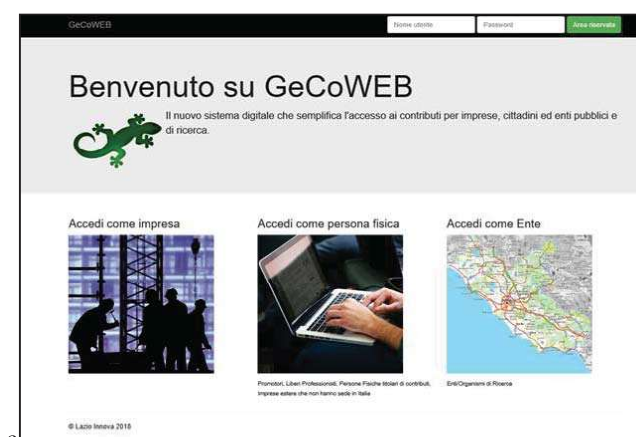 GeCoWEB
Nome utente
Password
Area riservata
Benvenuto su GeCoWEB
Il nuovo sistema digitale che semplifica l'accesso ai contributi per imprese, cittadini ed enti pubblici e
di ricerca.
Accedi come impresa
Accedi come persona fisica
Accedi come Ente
Promotori, Liberi Professionisti, Persone Fisiche titolari di contributi,
Imprese estere che non hanno sede in Italia
Enti/Organismi di Ricerca
© Lazio Innova 2018